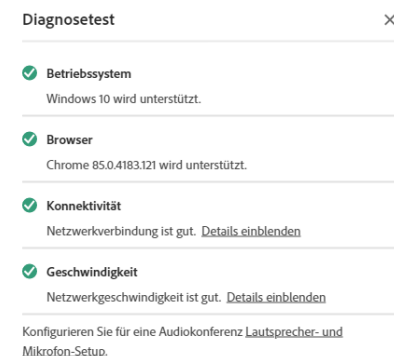 Diagnosetest
Betriebssystem
Windows 10 wird unterstützt.
Browser
Chrome 85.0.4183.121 wird unterstützt.
Konnektivität
Netzwerkverbindung ist gut. Details einblenden
Geschwindigkeit
Netzwerkgeschwindigkeit ist gut. Details einblenden
Konfigurieren Sie für eine Audiokonferenz Lautsprecher- und
Mikrofon-Setup.